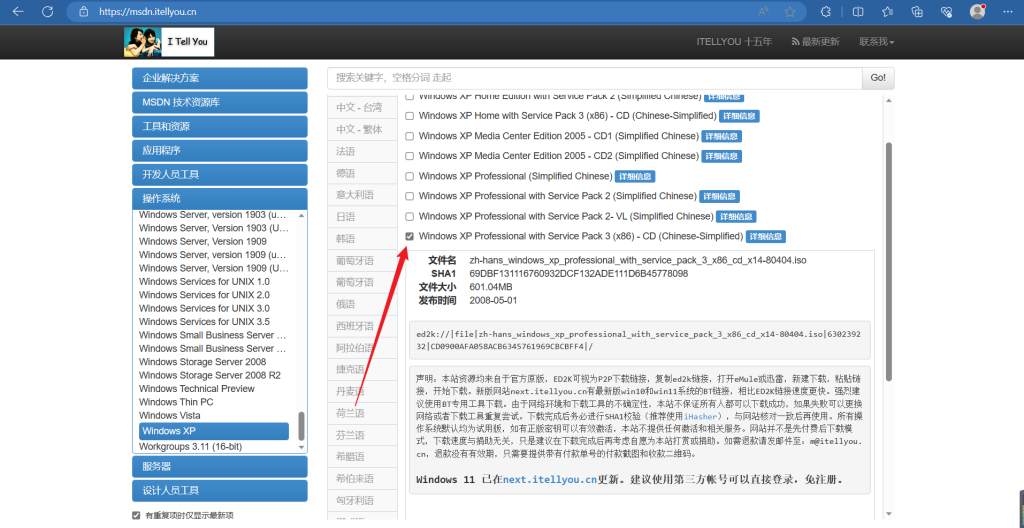 https://msdn.itellyou.cn
I Tell You
ITELLYOU 十五年
最新更新
联系我
企业解决方案
MSDN 技术资源库
工具和资源
应用程序
开发人员工具
操作系统
Windows Server, version 1903 (u...
Windows Server, Version 1903 (U...
Windows Server, Version 1909
Windows Server, version 1909 (u...
Windows Server, Version 1909 (U...
Windows Services for UNIX 1.0
Windows Services for UNIX 2.0
Windows Services for UNIX 3.0
Windows Services for UNIX 3.5
Windows Small Business Server ...
Windows Small Business Server ...
Windows Storage Server 2008
Windows Storage Server 2008 R2
Windows Technical Preview
Windows Thin PC
Windows Vista
Windows XP
Workgroups 3.11 (16-bit)
服务器
设计人员工具
有重复项时仅显示最新项
搜索关键字，空格分词 走起
Go!
中文 - 台湾
中文 - 繁体
法语
德语
意大利语
日语
韩语
葡萄牙语
葡萄牙语
俄语
西班牙语
阿拉伯语
捷克语
丹麦语
荷兰语
芬兰语
希腊语
希伯来语
匈牙利语
Windows XP Home Edition with Service Pack 2 (Simplified Chinese) 详细信息
Windows XP Home with Service Pack 3 (x86) - CD (Chinese-Simplified) 详细信息
Windows XP Media Center Edition 2005 - CD1 (Simplified Chinese) 详细信息
Windows XP Media Center Edition 2005 - CD2 (Simplified Chinese) 详细信息
Windows XP Professional (Simplified Chinese) 详细信息
Windows XP Professional with Service Pack 2 (Simplified Chinese) 详细信息
Windows XP Professional with Service Pack 2- VL (Simplified Chinese) 详细信息
Windows XP Professional with Service Pack 3 (x86) - CD (Chinese-Simplified) 详细信息
文件名 zh-hans_windows_xp_professional_with_service_pack_3_x86_cd_x14-80404.iso
SHA1 69DBF131116760932DCF132ADE111D6B45778098
文件大小 601.04MB
发布时间 2008-05-01
ed2k://|file|zh-hans_windows_xp_professional_with_service_pack_3_x86_cd_x14-80404.iso|630239
232|CD0900AFA058ACB6345761969CBCBFF4|/
声明：本站资源均来自于官方原版，ED2K可视为P2P下载链接，复制ed2k链接，打开eMule或迅雷，新建下载，粘贴链
接，开始下载。新版网站next.itellyou.cn有最新版win10和win11系统的BT链接，相比ED2K链接速度更快。强烈建
议使用BT专用工具下载。由于网络环境和下载工具的不确定性，本站不保证所有人都可以下载成功。如果失败可以更换
网络或者下载工具重复尝试。下载完成后务必进行SHA1校验（推荐使用iHasher），与网站核对一致后再使用。所有操
作系统默认均为试用版，如有正版密钥可以有效激活，本站不提供任何激活和相关服务。网站并不是先付费后下载模
式，下载速度与捐助无关，只是建议在下载完成后再考虑自愿为本站打赏或捐助。如需退款请发邮件至：m@itellyou.
cn，退款没有有效期，只需要提供带有付款单号的付款截图和收款二维码。
Windows 11 已在next.itellyou.cn更新。建议使用第三方帐号可以直接登录，免注册。